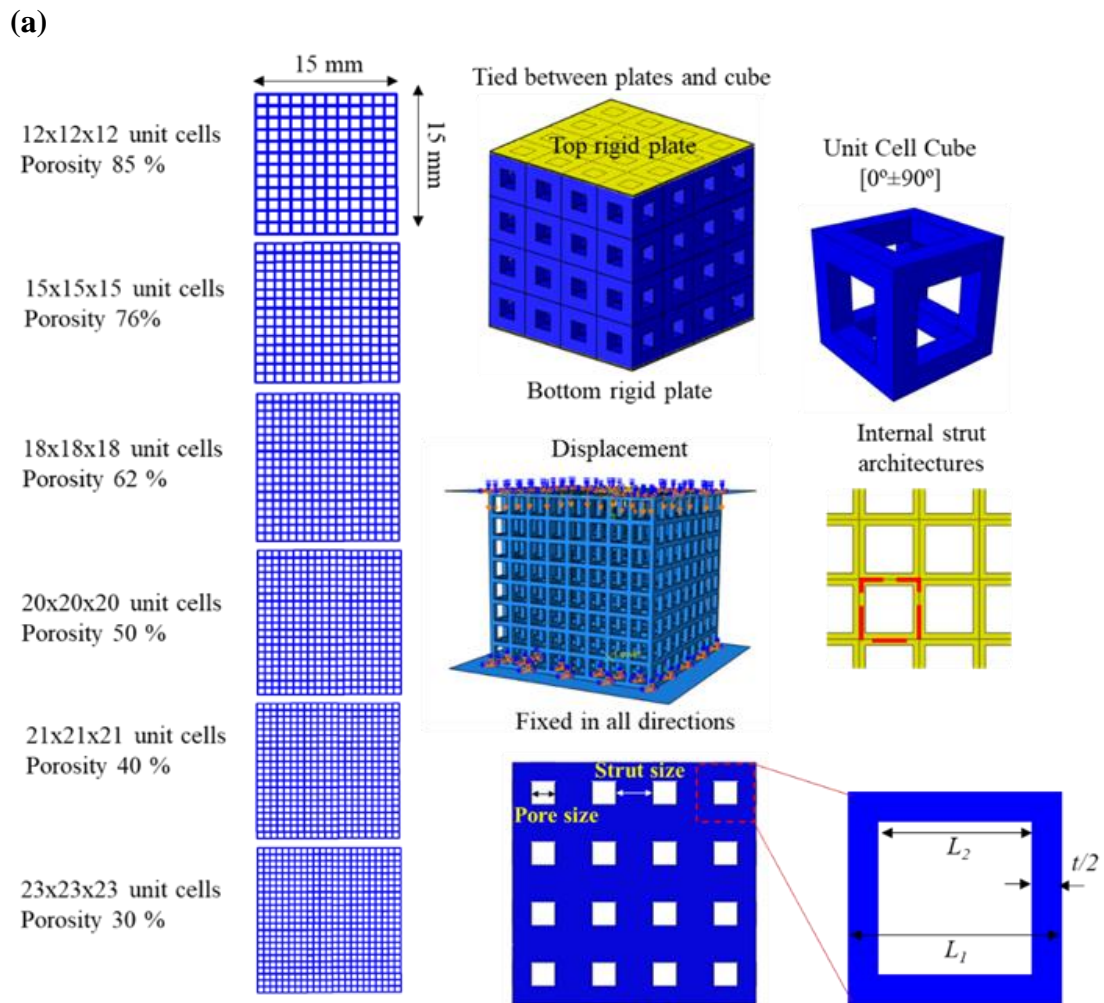 (a)
15 mm
15 mm
12x12x12 unit cells
Porosity 85 %
15x15x15 unit cells
Porosity 76%
18x18x18 unit cells
Porosity 62 %
20x20x20 unit cells
Porosity 50 %
21x21x21 unit cells
Porosity 40 %
23x23x23 unit cells
Porosity 30 %
Tied between plates and cube
Top rigid plate
Bottom rigid plate
Unit Cell Cube
[0°±90°]
Displacement
Fixed in all directions
Internal strut
architectures
Strut size
Pore size
L2
t/2
L1